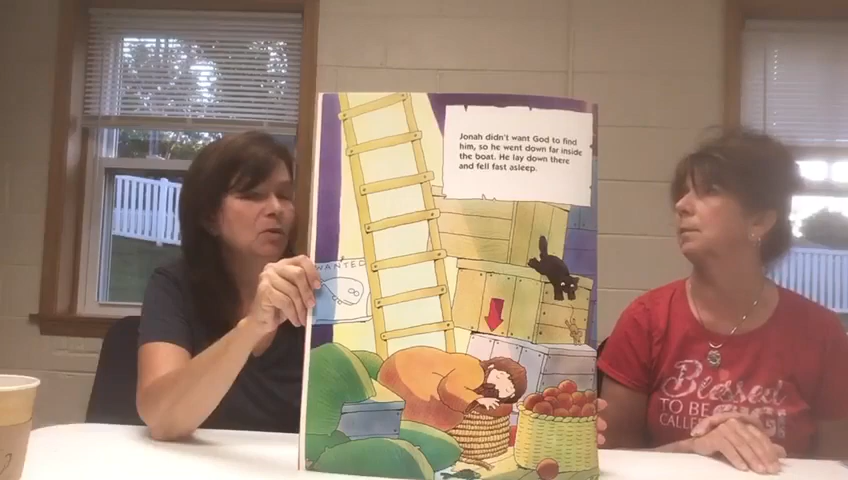 Jonah didn't want God to find
him, so he went down far inside
the boat. He lay down there
and fell fast asleep.
WANTED
Blessed
TO BE
CALLED